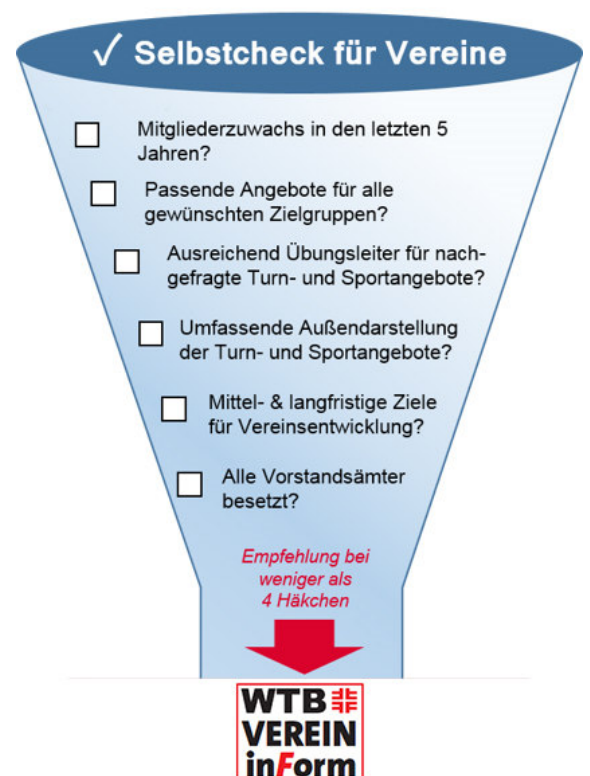 ✓ Selbstcheck für Vereine
Mitgliederzuwachs in den letzten 5
Jahren?
Passende Angebote für alle
gewünschten Zielgruppen?
Ausreichend Übungsleiter für nach-
gefragte Turn- und Sportangebote?
Umfassende Außendarstellung
der Turn- und Sportangebote?
Mittel- & langfristige Ziele
für Vereinsentwicklung?
Alle Vorstandsämter
besetzt?
Empfehlung bei
weniger als
4 Häkchen
WTB
VEREIN
inForm